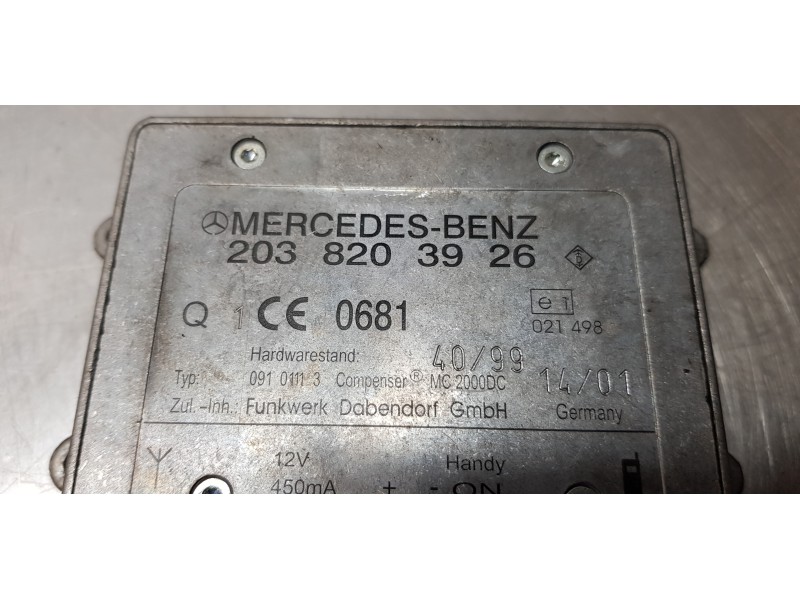 MERCEDES-BENZ
203 820 39 26
Q 1 CE 0681
e 1
021 498
Hardwarestand: 40/99
Typ: 091 0111 3 Compenser® MC 2000DC 14/01
Zul. -Inh.: Funkwerk Dabendorf GmbH Germany
12V Handy
450mA + - ON